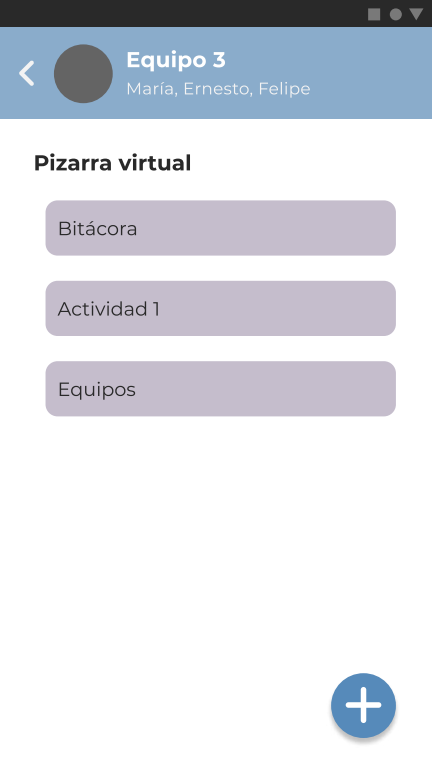 Equipo 3
María, Ernesto, Felipe
Pizarra virtual
Bitácora
Actividad 1
Equipos